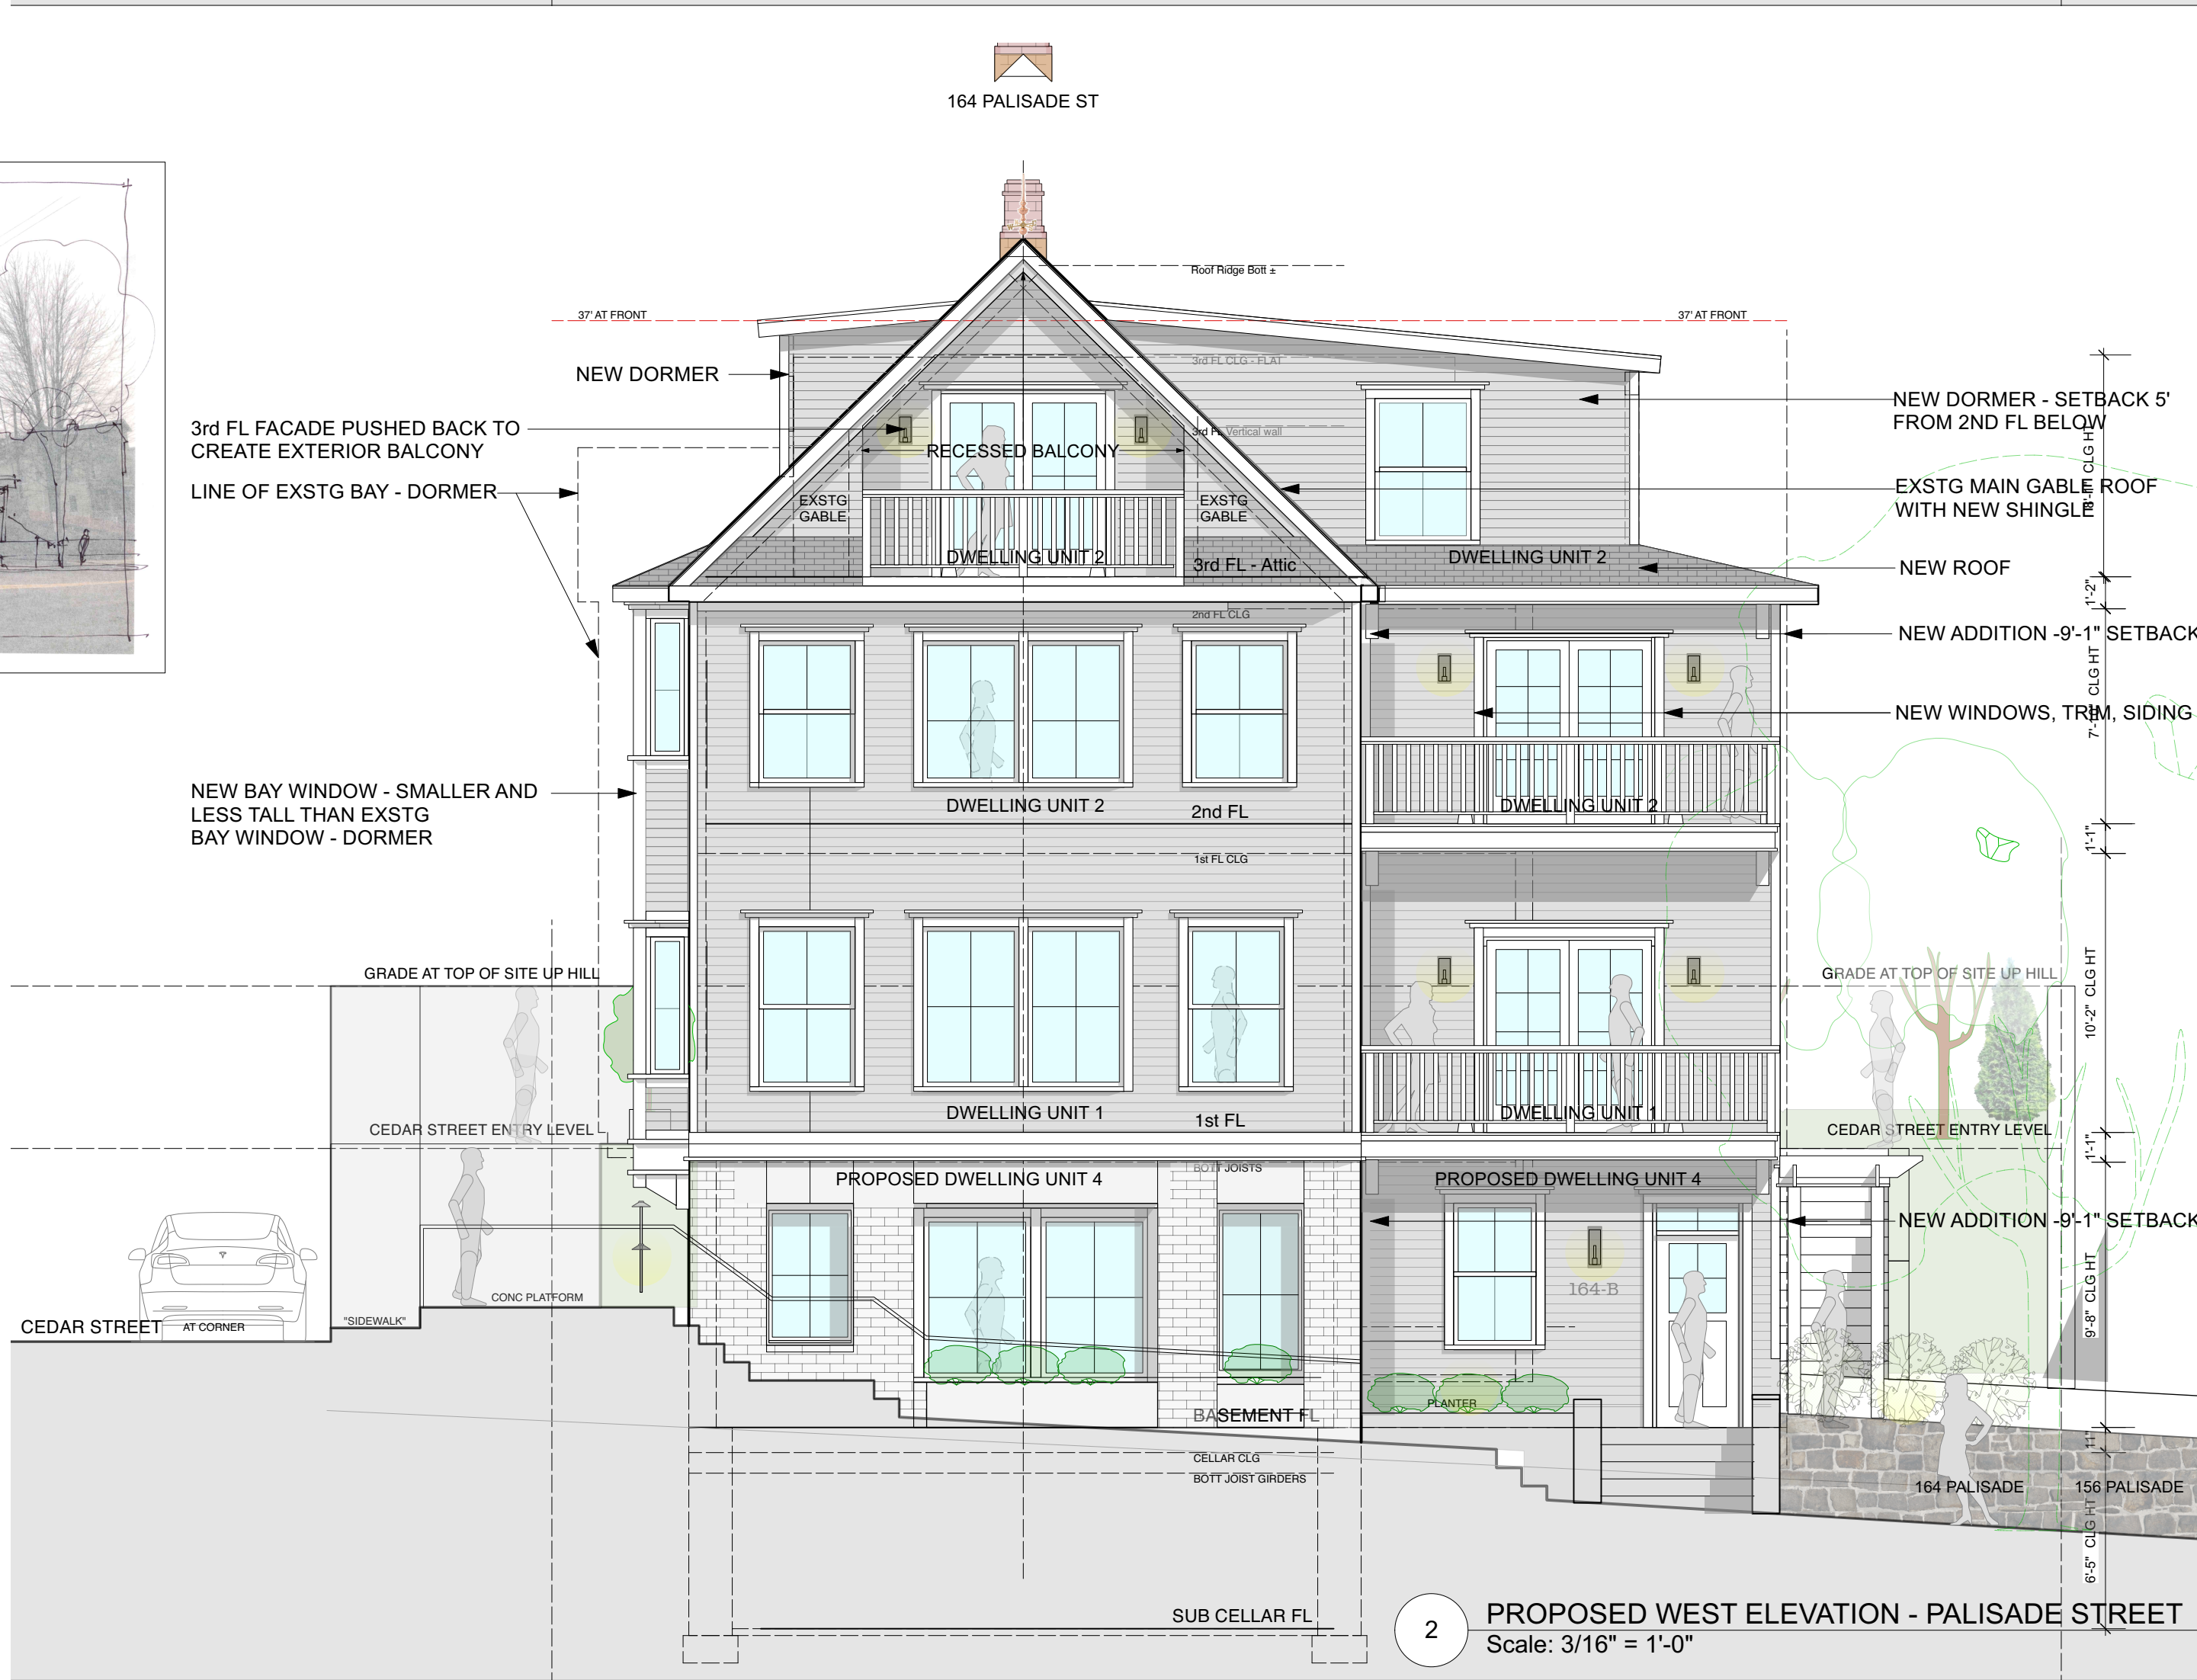 164 PALISADE ST
Roof Ridge Bott ±
37' AT FRONT
37' AT FRONT
3rd FL CLG - FLAT
NEW DORMER
NEW DORMER - SETBACK 5'
FROM 2ND FL BELOW
3rd FL FACADE PUSHED BACK TO
CREATE EXTERIOR BALCONY
3rd FL Vertical wall
RECESSED BALCONY
CLG HT
LINE OF EXSTG BAY - DORMER
EXSTG
GABLE
EXSTG
GABLE
EXSTG MAIN GABLE ROOF
WITH NEW SHINGLE
DWELLING UNIT 2
3rd FL - Attic
DWELLING UNIT 2
NEW ROOF
1'-2"
2nd FL CLG
NEW ADDITION -9'-1" SETBACK
CLG HT
NEW WINDOWS, TRIM, SIDING
NEW BAY WINDOW - SMALLER AND
LESS TALL THAN EXSTG
BAY WINDOW - DORMER
DWELLING UNIT 2
2nd FL
DWELLING UNIT 2
1'-1"
1st FL CLG
GRADE AT TOP OF SITE UP HILL
GRADE AT TOP OF SITE UP HILL
10'-2" CLG HT
DWELLING UNIT 1
1st FL
DWELLING UNIT 1
CEDAR STREET ENTRY LEVEL
CEDAR STREET ENTRY LEVEL
1'-1"
BOTT JOISTS
PROPOSED DWELLING UNIT 4
PROPOSED DWELLING UNIT 4
NEW ADDITION -9'-1" SETBACK
9'-8" CLG HT
164-B
CONC PLATFORM
"SIDEWALK"
CEDAR STREET
AT CORNER
PLANTER
BASEMENT FL
11"
CELLAR CLG
BOTT JOIST GIRDERS
164 PALISADE
156 PALISADE
6'-5" CLG HT
SUB CELLAR FL
2
PROPOSED WEST ELEVATION - PALISADE STREET
Scale: 3/16" = 1'-0"